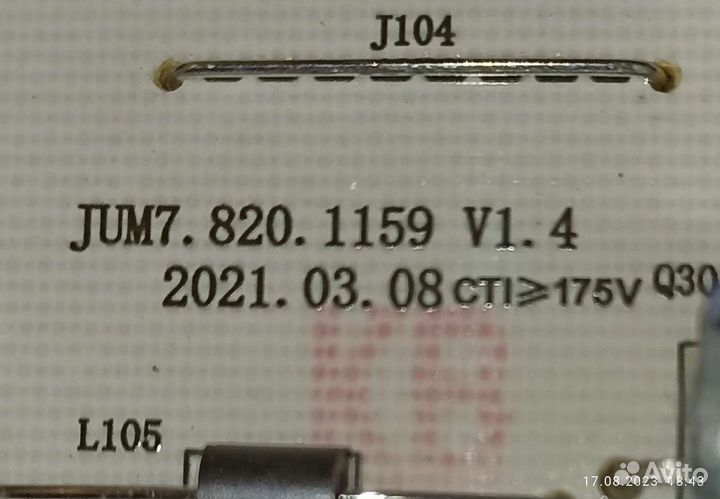 J104
JUM7.820.1159 V1.4
2021.03.08 CTI≥175V Q30
KB
L105
17.08.2023 18:43
Avito